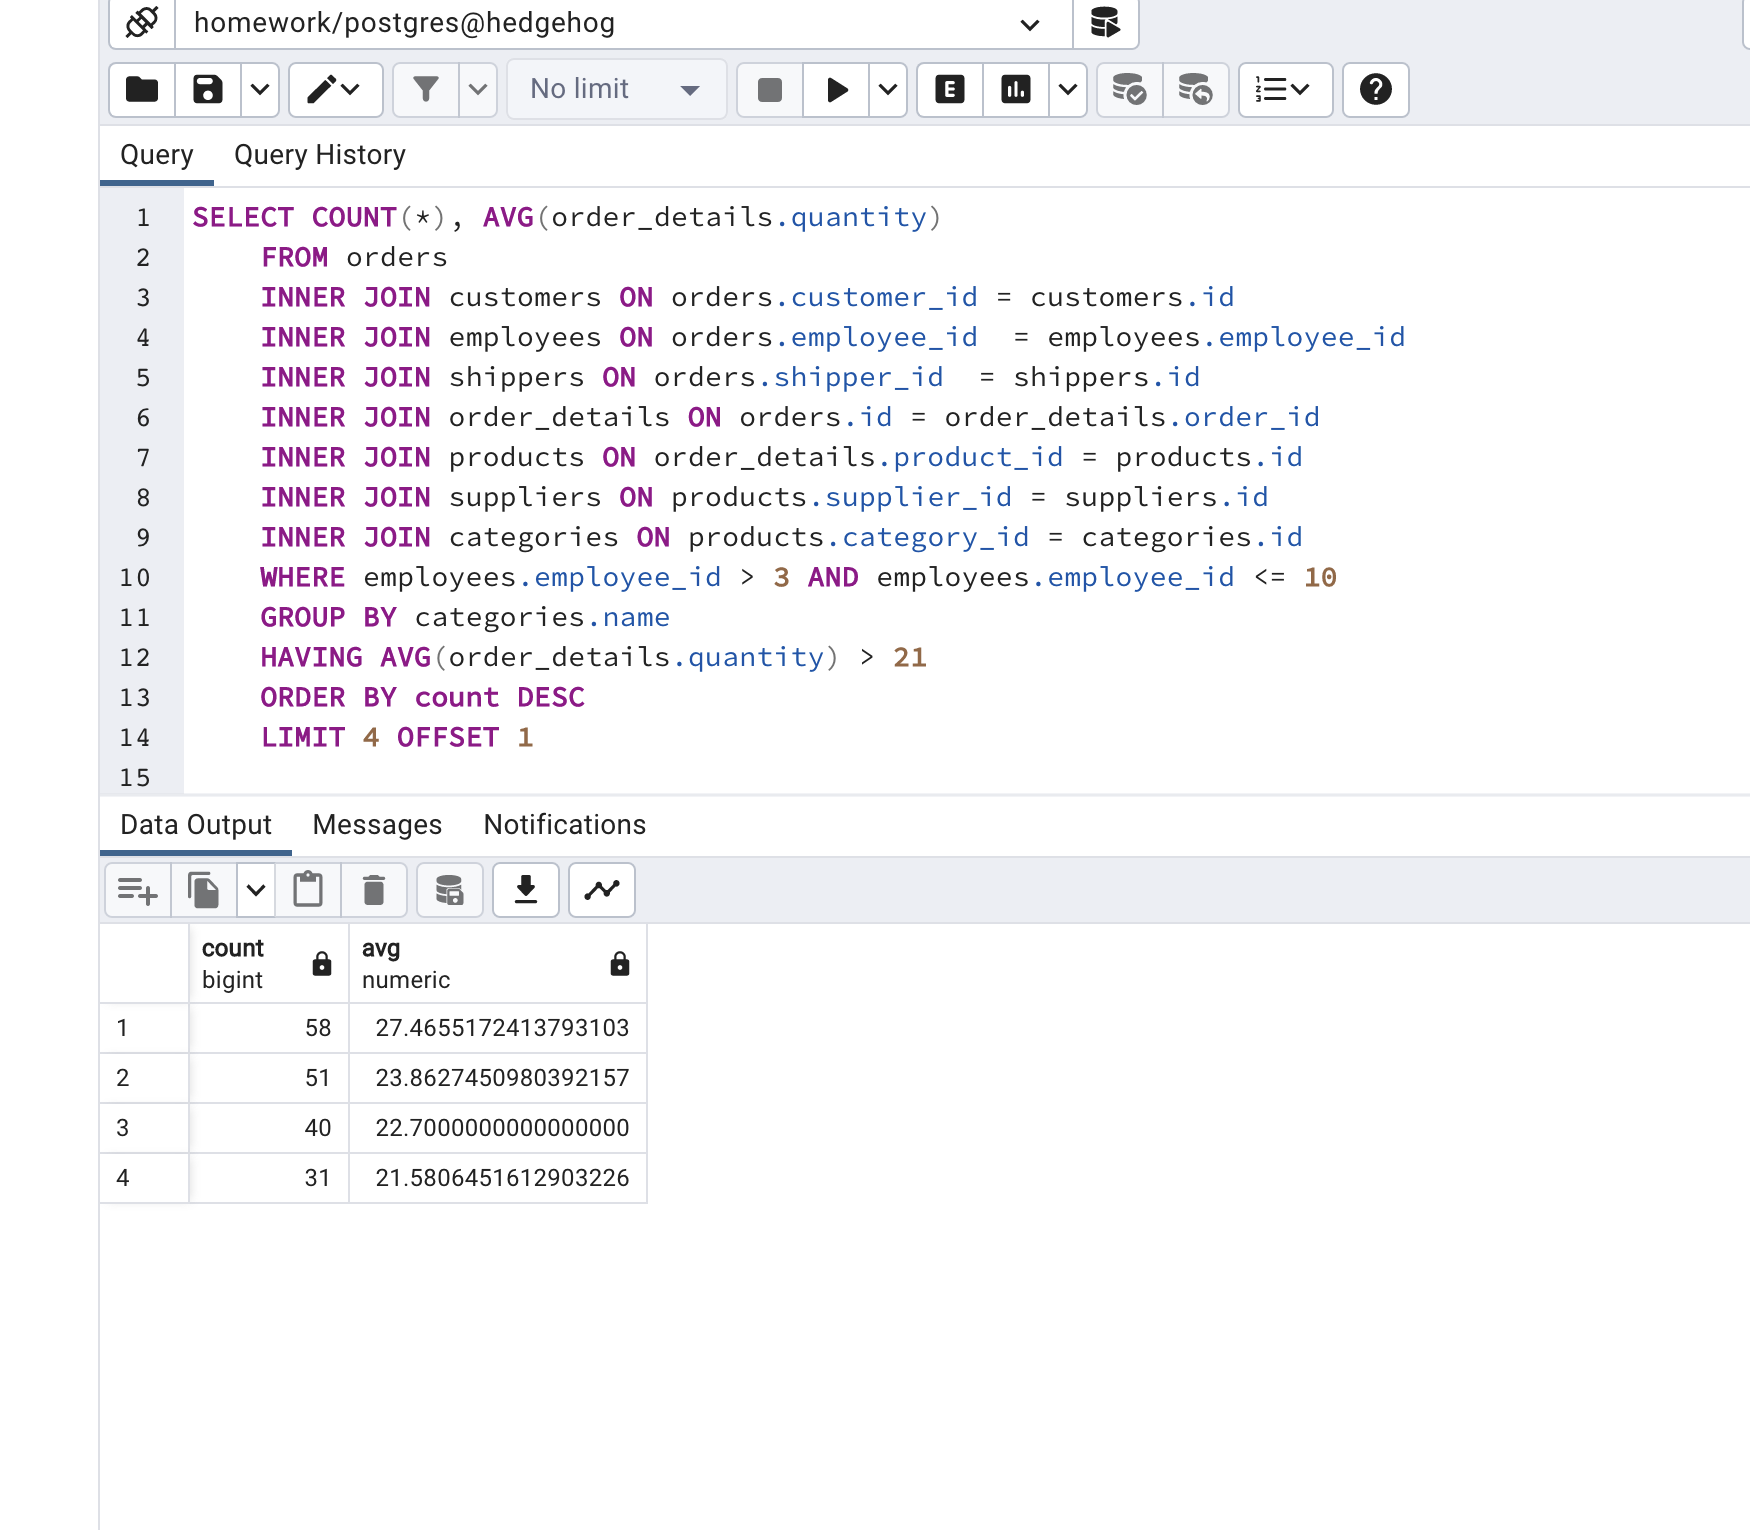 homework/postgres@hedgehog
No limit
E
Query Query History
1 SELECT COUNT(*), AVG(order_details.quantity)
2 FROM orders
3 INNER JOIN customers ON orders.customer_id = customers.id
4 INNER JOIN employees ON orders.employee_id  = employees.employee_id
5 INNER JOIN shippers ON orders.shipper_id  = shippers.id
6 INNER JOIN order_details ON orders.id = order_details.order_id
7 INNER JOIN products ON order_details.product_id = products.id
8 INNER JOIN suppliers ON products.supplier_id = suppliers.id
9 INNER JOIN categories ON products.category_id = categories.id
10 WHERE employees.employee_id > 3 AND employees.employee_id <= 10
11 GROUP BY categories.name
12 HAVING AVG(order_details.quantity) > 21
13 ORDER BY count DESC
14 LIMIT 4 OFFSET 1
15
Data Output Messages Notifications
count avg
bigint numeric
1 58 27.4655172413793103
2 51 23.8627450980392157
3 40 22.7000000000000000
4 31 21.5806451612903226